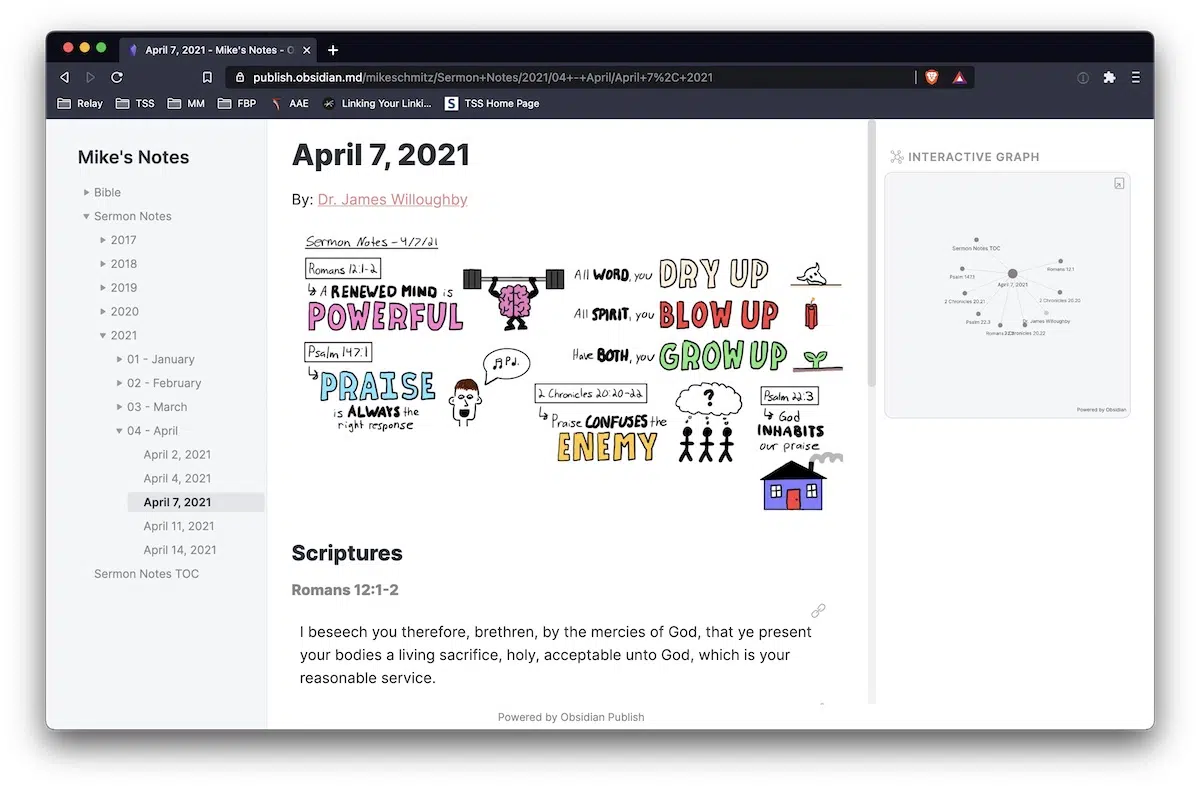 April 7, 2021 - Mike's Notes - O
publish.obsidian.md/mikeschmitz/Sermon+Notes/2021/04+-+April/April+7%2C+2021
Relay
TSS
MM
FBP
AAE
Linking Your Linki...
S
TSS Home Page
Mike's Notes
Bible
Sermon Notes
2017
2018
2019
2020
2021
01 - January
02 - February
03 - March
04 - April
April 2, 2021
April 4, 2021
April 7, 2021
April 11, 2021
April 14, 2021
Sermon Notes TOC
April 7, 2021
By: Dr. James Willoughby
Sermon Notes - 4/7/21
Romans 12:1-2
A RENEWED MIND is
POWERFUL
All WORD, you DRY UP
All SPIRIT, you BLOW UP
Have BOTH, you GROW UP
Psalm 147:1
PRAISE
is ALWAYS the
right response
Pd.
2 Chronicles 20:20-22
Praise CONFUSES the
ENEMY
?
Psalm 22:3
God
INHABITS
our praise
Scriptures
Romans 12:1-2
I beseech you therefore, brethren, by the mercies of God, that ye present
your bodies a living sacrifice, holy, acceptable unto God, which is your
reasonable service.
Powered by Obsidian Publish
INTERACTIVE GRAPH
Sermon Notes TOC
Psalm 147.1
Romans 12.1
April 7, 2021
2 Chronicles 20.21
2 Chronicles 20.20
Psalm 22.3
Dr. James Willoughby
Chronicles 20.22
Powered by Obsidian